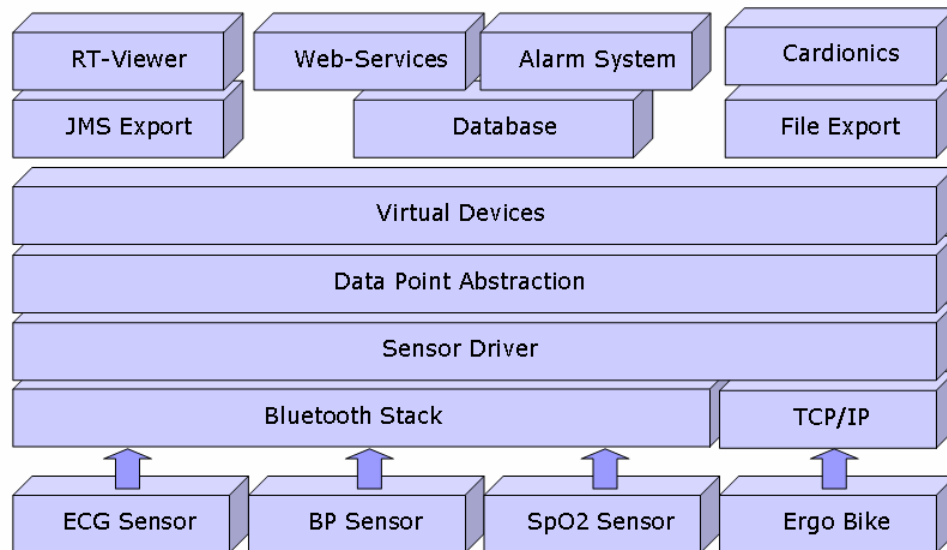 RT-Viewer
Web-Services
Alarm System
Cardionics
JMS Export
Database
File Export
Virtual Devices
Data Point Abstraction
Sensor Driver
Bluetooth Stack
TCP/IP
ECG Sensor
BP Sensor
SpO2 Sensor
Ergo Bike